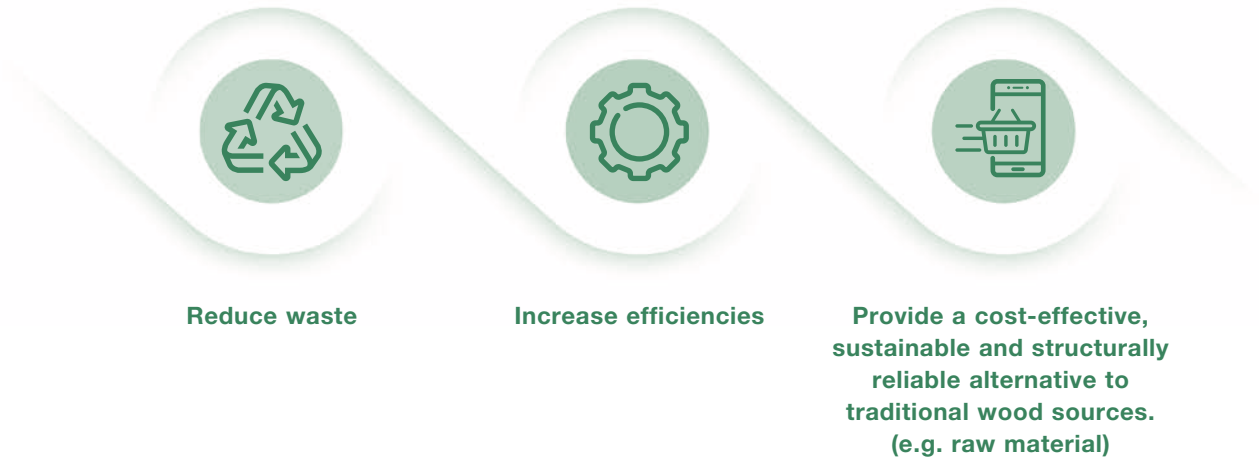 Reduce waste
Increase efficiencies
Provide a cost-effective,
sustainable and structurally
reliable alternative to
traditional wood sources.
(e.g. raw material)